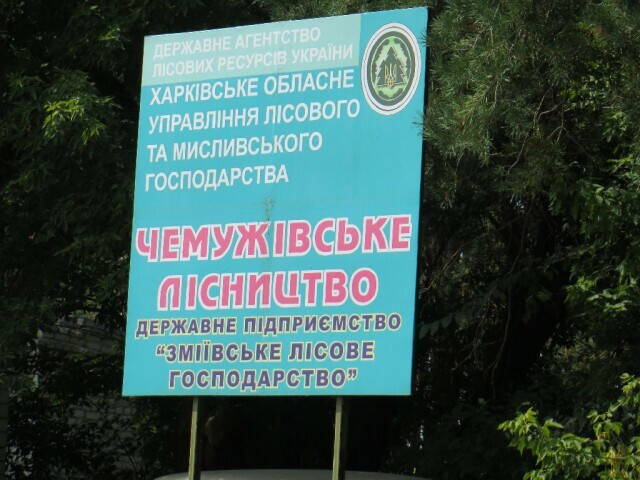 ДЕРЖАВНЕ АГЕНТСТВО
ЛІСОВИХ РЕСУРСІВ УКРАЇНИ
ХАРКІВСЬКЕ ОБЛАСНЕ
УПРАВЛІННЯ ЛІСОВОГО
ТА МИСЛИВСЬКОГО
ГОСПОДАРСТВА
ЧЕМУЖІВСЬКЕ
ЛІСНИЦТВО
ДЕРЖАВНЕ ПІДПРИЄМСТВО
“ЗМІЇВСЬКЕ ЛІСОВЕ
ГОСПОДАРСТВО”